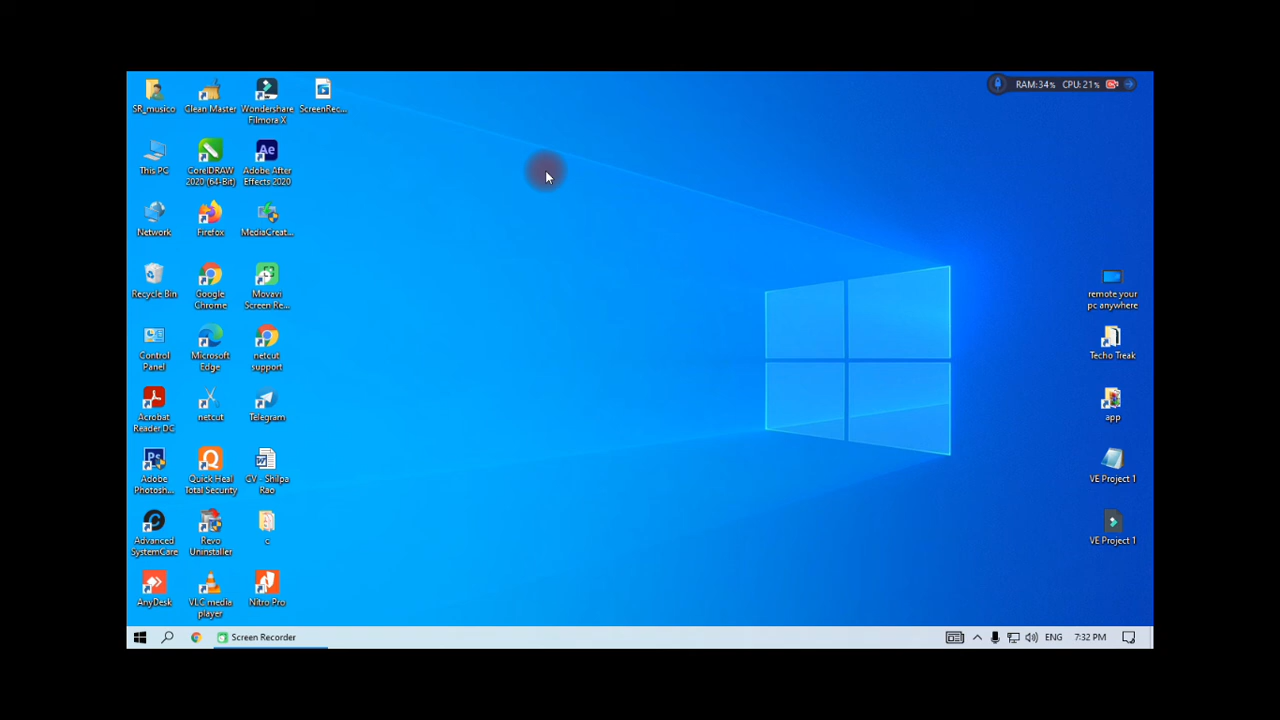 SR_musico
Clean Master
Wondershare
Filmora X
ScreenRec...
RAM:34%
CPU:21%
This PC
CorelDRAW
2020 (64-Bit)
Adobe After
Effects 2020
Network
Firefox
MediaCreat...
Recycle Bin
Google
Chrome
Movavi
Screen Re...
remote your
pc anywhere
Control
Panel
Microsoft
Edge
netcut
support
Techo Treak
Acrobat
Reader DC
netcut
Telegram
app
Adobe
Photosh...
Quick Heal
Total Security
CV - Shilpa
Rao
VE Project 1
Advanced
SystemCare
Revo
Uninstaller
c
VE Project 1
AnyDesk
VLC media
player
Nitro Pro
Screen Recorder
ENG
7:32 PM